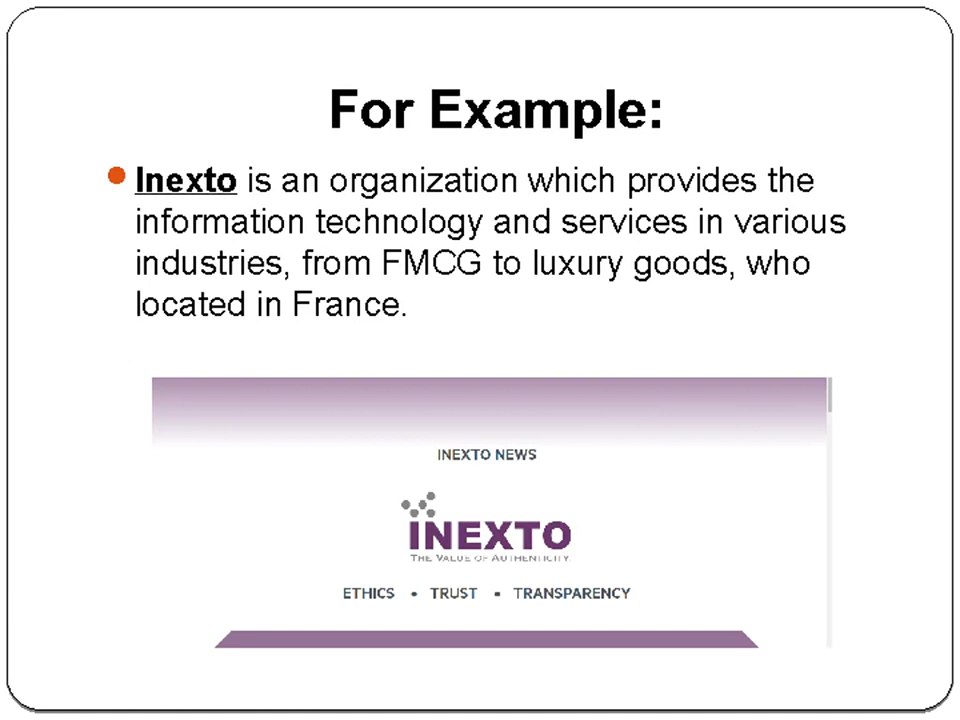 For Example:
Inexto is an organization which provides the
information technology and services in various
industries, from FMCG to luxury goods, who
located in France.
INEXTO NEWS
INEXTO
THE VALUE OF AUTHENTICITY
ETHICS • TRUST • TRANSPARENCY